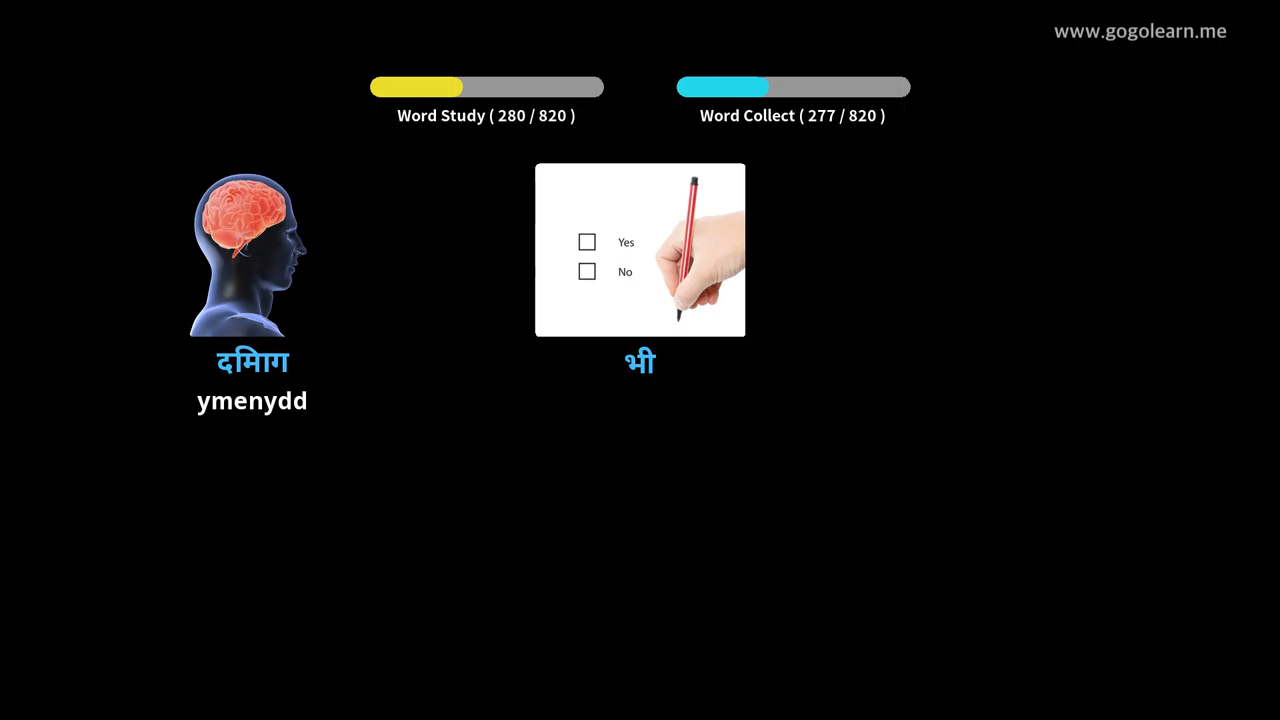 www.gogolearn.me
Word Study ( 280 / 820 )
Word Collect ( 277 / 820 )
Yes
No
दिमाग
भी
ymenydd